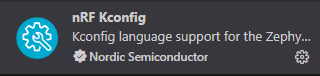 nRF Kconfig
Kconfig language support for the Zephy...
Nordic Semiconductor